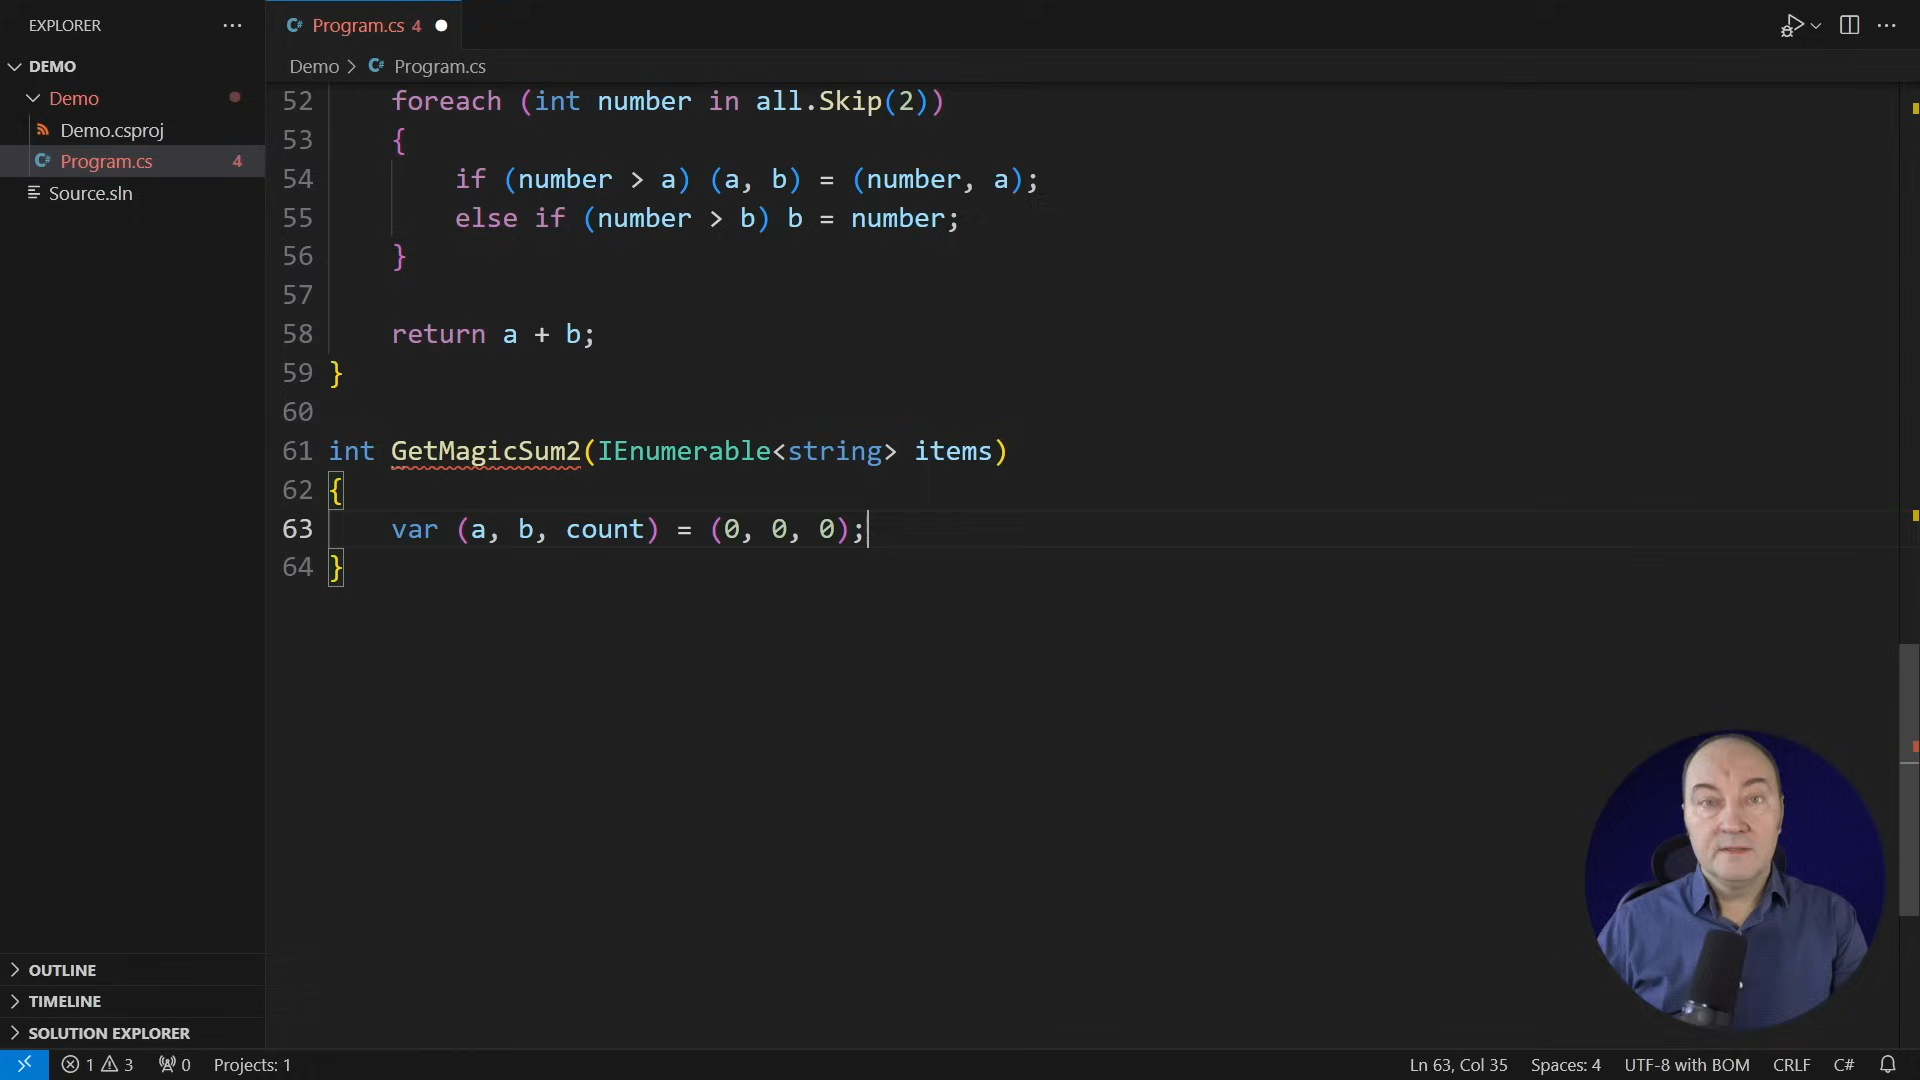 EXPLORER
DEMO
Demo
Demo.csproj
Program.cs 4
Source.sln
OUTLINE
TIMELINE
SOLUTION EXPLORER
C# Program.cs 4
Demo > C# Program.cs
52 foreach (int number in all.Skip(2))
53 {
54 if (number > a) (a, b) = (number, a);
55 else if (number > b) b = number;
56 }
57
58 return a + b;
59 }
60
61 int GetMagicSum2(IEnumerable<string> items)
62 {
63 var (a, b, count) = (0, 0, 0);
64 }
1 3 0 Projects: 1 Ln 63, Col 35 Spaces: 4 UTF-8 with BOM CRLF C#